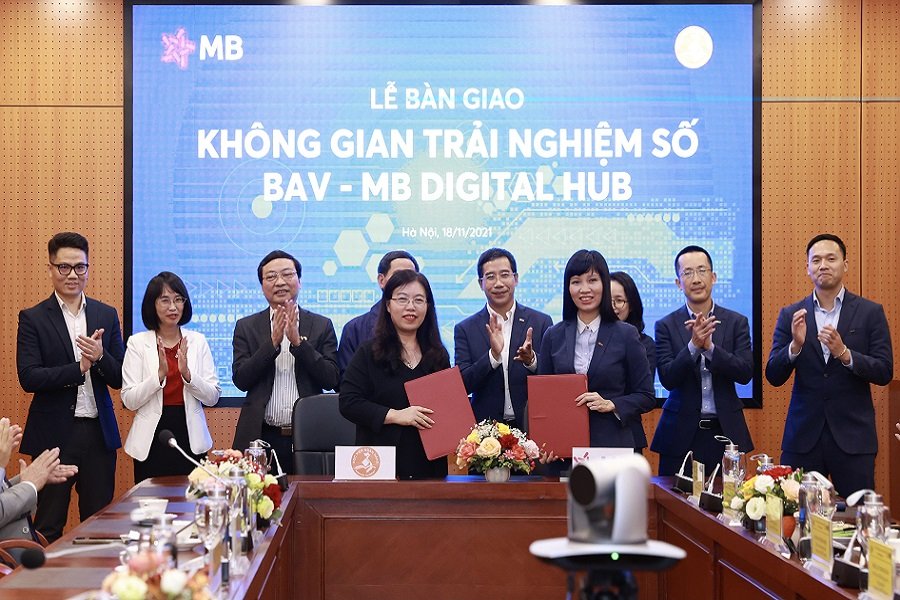 MB
LỄ BÀN GIAO
KHÔNG GIAN TRẢI NGHIỆM SỐ
BAV - MB DIGITAL HUB
Hà Nội, 18/11/2021